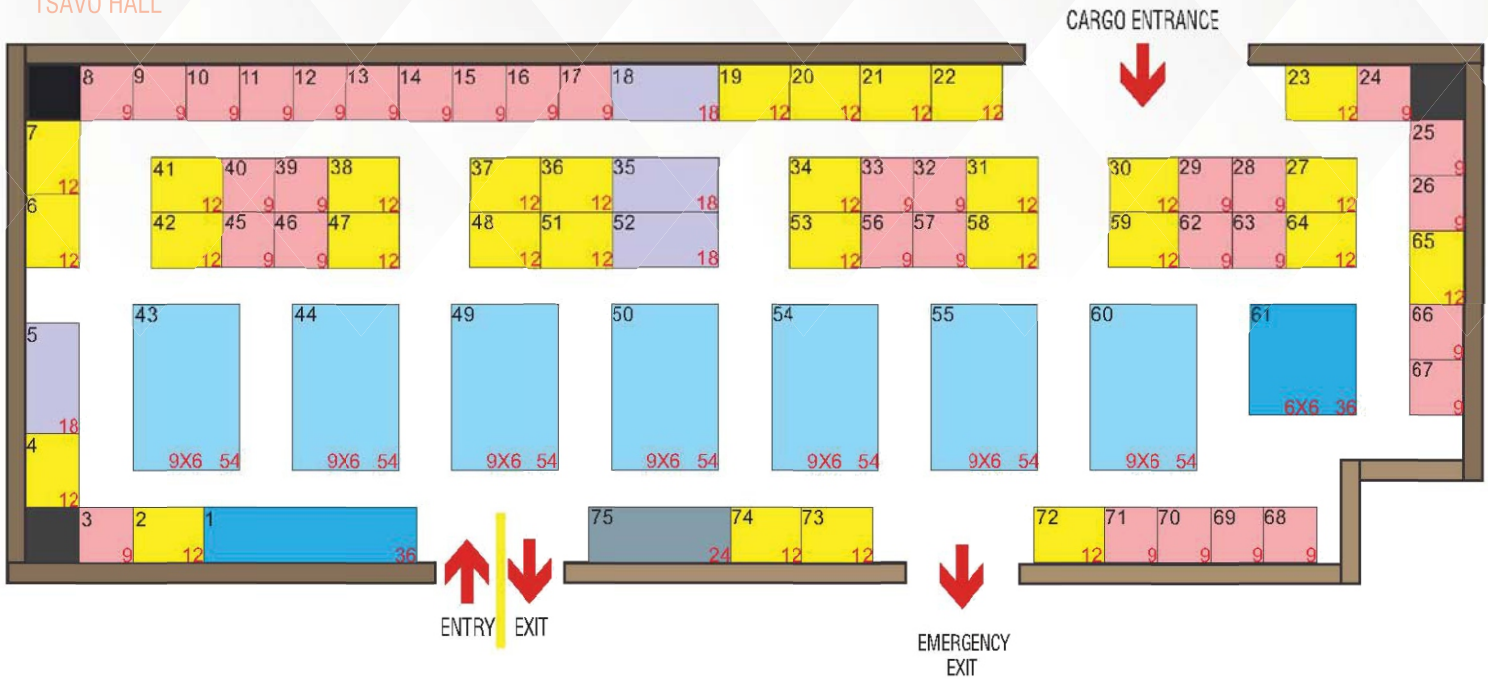 TSAVO HALL
CARGO ENTRANCE
8 9 10 11 12 13 14 15 16 17 18 19 20 21 22 23 24
9 9 9 9 9 9 9 9 9 9 18 12 12 12 12 12 9
7 25
12 9
41 40 39 38 37 36 35 34 33 32 31 30 29 28 27
12 9 9 12 12 12 18 12 9 9 12 12 9 9 12
6 26
12 9
42 45 46 47 48 51 52 53 56 57 58 59 62 63 64
12 9 9 12 12 12 18 12 9 9 12 12 9 9 12
65
12
43 44 49 50 54 55 60 61
66
9
5
18
67
9
6X6 36
4
12
9X6 54 9X6 54 9X6 54 9X6 54 9X6 54 9X6 54 9X6 54
3 2 1 75 74 73 72 71 70 69 68
9 12 36 24 12 12 12 9 9 9 9
ENTRY EXIT
EMERGENCY
EXIT